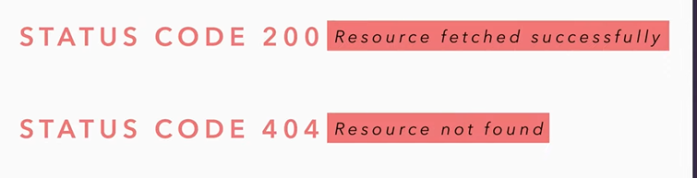 STATUS CODE 200 Resource fetched successfully
STATUS CODE 404 Resource not found